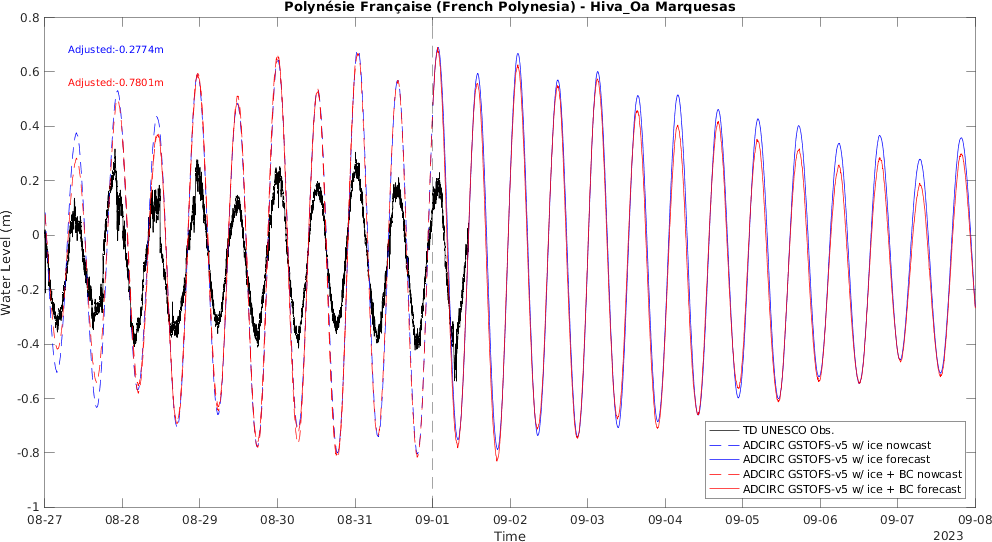 Polynésie Française (French Polynesia) - Hiva_Oa Marquesas
Adjusted:-0.2774m
Adjusted:-0.7801m
0.8
0.6
0.4
0.2
0
-0.2
-0.4
-0.6
-0.8
-1
Water Level (m)
TD UNESCO Obs.
ADCIRC GSTOFS-v5 w/ ice nowcast
ADCIRC GSTOFS-v5 w/ ice forecast
ADCIRC GSTOFS-v5 w/ ice + BC nowcast
ADCIRC GSTOFS-v5 w/ ice + BC forecast
08-27 08-28 08-29 08-30 08-31 09-01 09-02 09-03 09-04 09-05 09-06 09-07 09-08
2023
Time